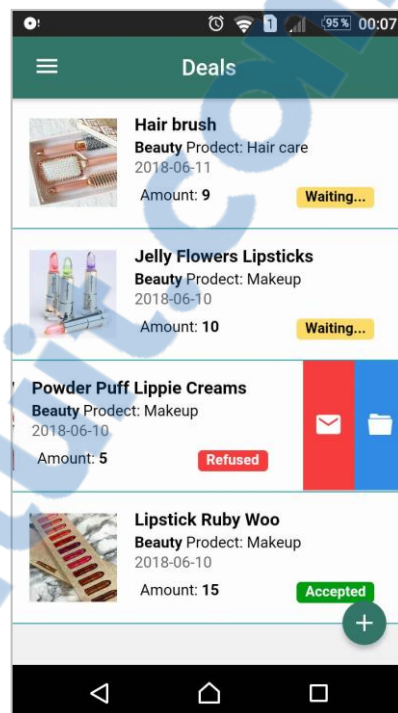 1 95% 00:07
Deals
Hair brush
Beauty Prodect: Hair care
2018-06-11
Amount: 9 Waiting...
Jelly Flowers Lipsticks
Beauty Prodect: Makeup
2018-06-10
Amount: 10 Waiting...
Powder Puff Lippie Creams
Beauty Prodect: Makeup
2018-06-10
Amount: 5 Refused
Lipstick Ruby Woo
Beauty Prodect: Makeup
2018-06-10
Amount: 15 Accepted
+